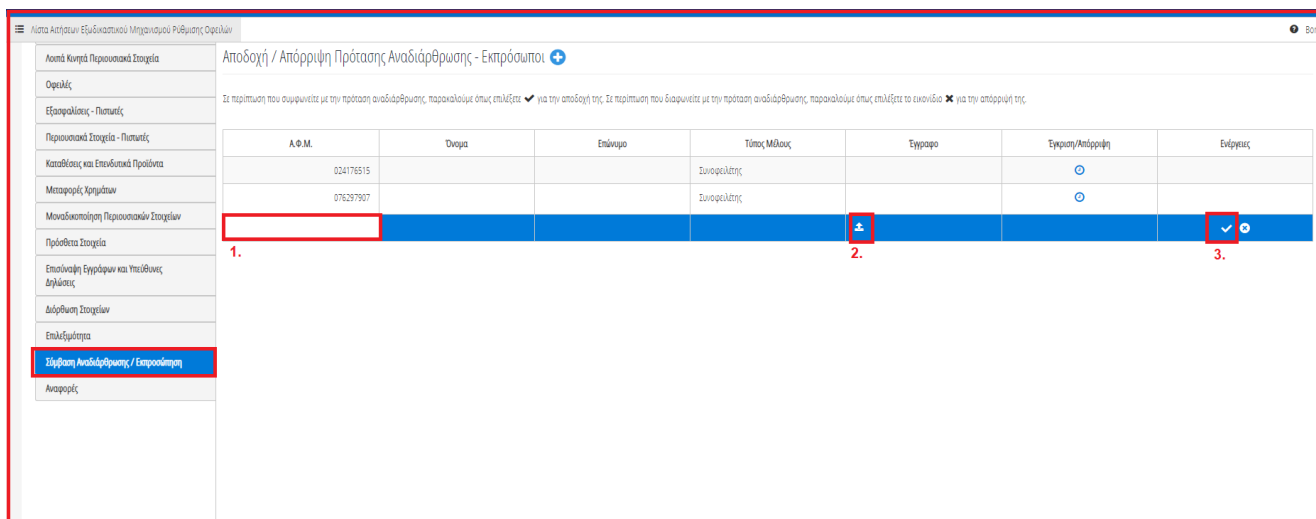 Λίστα Αιτήσεων Εξωδικαστικού Μηχανισμού Ρύθμισης Οφειλών
Βοη
Λοιπά Κινητά Περιουσιακά Στοιχεία
Οφειλές
Εξασφαλίσεις - Πιστωτές
Περιουσιακά Στοιχεία - Πιστωτές
Καταθέσεις και Επενδυτικά Προϊόντα
Μεταφορές Χρημάτων
Μοναδικοποίηση Περιουσιακών Στοιχείων
Πρόσθετα Στοιχεία
Επισύναψη Εγγράφων και Υπεύθυνες
Δηλώσεις
Διόρθωση Στοιχείων
Επιλεξιμότητα
Σύμβαση Αναδιάρθρωσης / Εκπροσώπηση
Αναφορές
Αποδοχή / Απόρριψη Πρότασης Αναδιάρθρωσης - Εκπρόσωποι
Σε περίπτωση που συμφωνείτε με την πρόταση αναδιάρθρωσης, παρακαλούμε όπως επιλέξετε ✔ για την αποδοχή της. Σε περίπτωση που διαφωνείτε με την πρόταση αναδιάρθρωσης, παρακαλούμε όπως επιλέξετε το εικονίδιο ✖ για την απόρριψή της.
Α.Φ.Μ. Όνομα Επώνυμο Τύπος Μέλους Έγγραφο Έγκριση/Απόρριψη Ενέργειες
024176515 Συνοφειλέτης
076297907 Συνοφειλέτης
1. 2. 3.